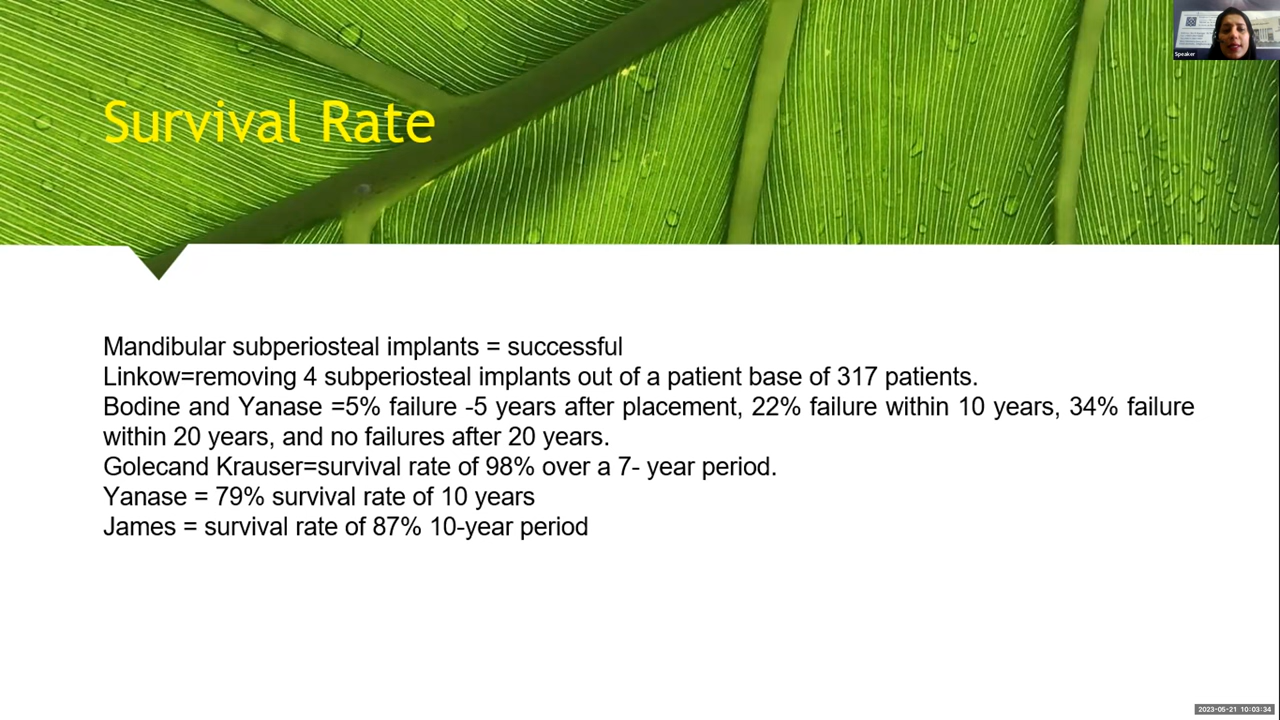 Survival Rate
Speaker
Mandibular subperiosteal implants = successful
Linkow=removing 4 subperiosteal implants out of a patient base of 317 patients.
Bodine and Yanase =5% failure -5 years after placement, 22% failure within 10 years, 34% failure
within 20 years, and no failures after 20 years.
Golecand Krauser=survival rate of 98% over a 7- year period.
Yanase = 79% survival rate of 10 years
James = survival rate of 87% 10-year period
2023-05-21 10:03:34